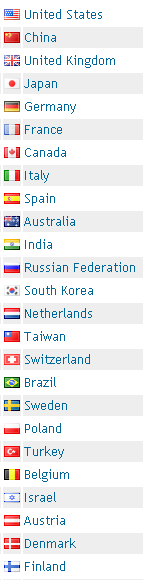 United States
China
United Kingdom
Japan
Germany
France
Canada
Italy
Spain
Australia
India
Russian Federation
South Korea
Netherlands
Taiwan
Switzerland
Brazil
Sweden
Poland
Turkey
Belgium
Israel
Austria
Denmark
Finland